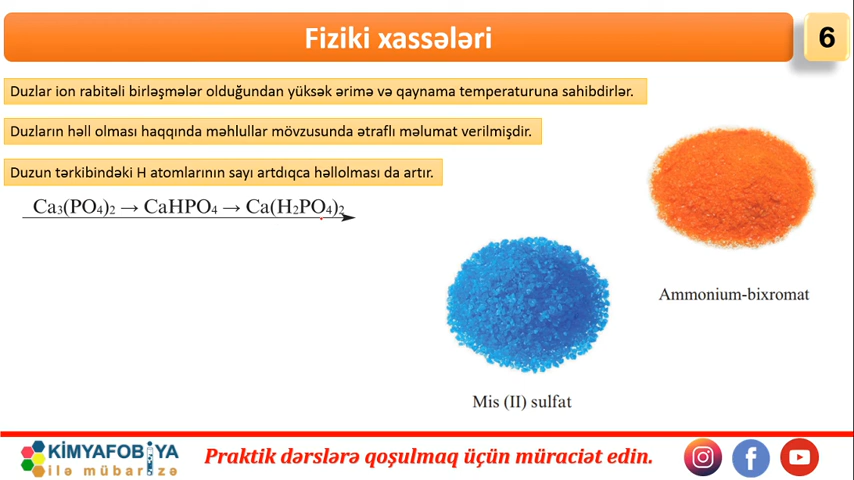 Fiziki xassələri
6
Duzlar ion rabitəli birləşmələr olduğundan yüksək ərimə və qaynama temperaturuna sahibdirlər.
Duzların həll olması haqqında məhlullar mövzusunda ətraflı məlumat verilmişdir.
Duzun tərkibindəki H atomlarının sayı artdıqca həllolması da artır.
Ca₃(PO₄)₂ → CaHPO₄ → Ca(H₂PO₄)₂
Ammonium-bixromat
Mis (II) sulfat
KİMYAFOBİYA
ilə mübarizə
Praktik dərslərə qoşulmaq üçün müraciət edin.